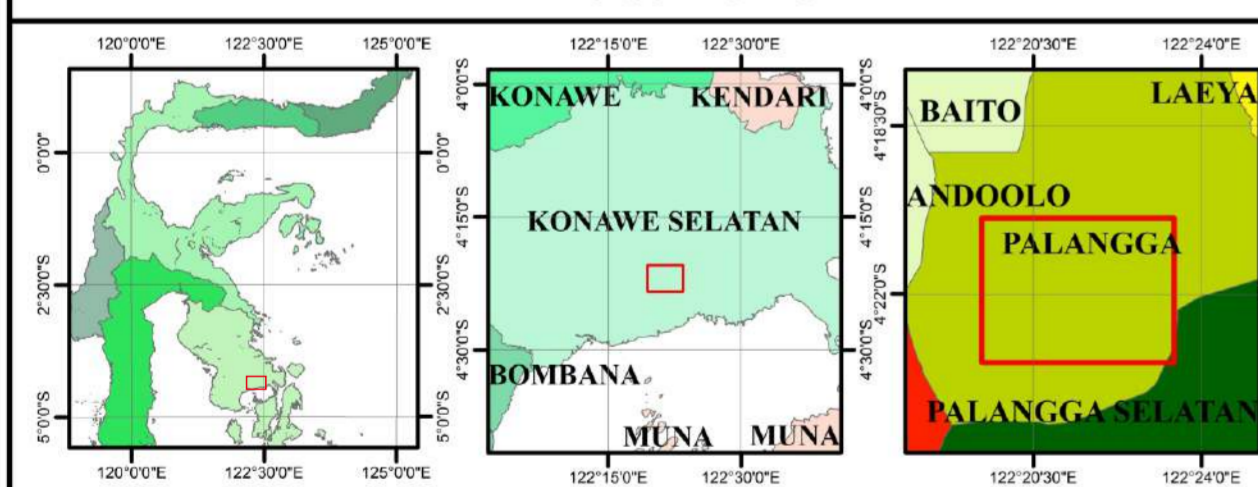 120°0'0"E 122°30'0"E 125°0'0"E
0°0'0"
2°30'0"S
5°0'0"S
0°0'0"
2°30'0"S
5°0'0"S
120°0'0"E 122°30'0"E 125°0'0"E
122°15'0"E 122°30'0"E
4°0'0"S
4°15'0"S
4°30'0"S
KONAWE KENDARI
KONAWE SELATAN
BOMBANA
MUNA MUNA
4°0'0"S
4°15'0"S
4°30'0"S
122°15'0"E 122°30'0"E
122°20'30"E 122°24'0"E
4°18'30"S
4°22'0"S
LAEYA
BAITO
ANDOOLO
PALANGGA
PALANGGA SELATAN
122°20'30"E 122°24'0"E